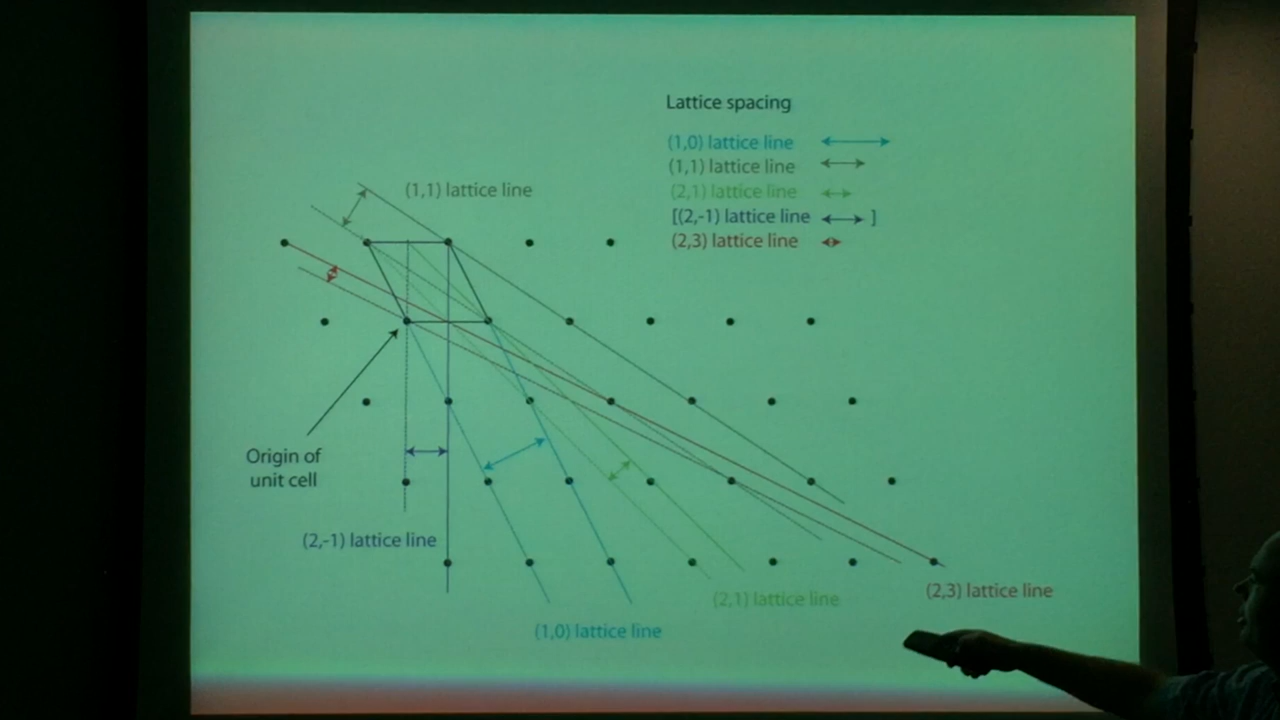 Lattice spacing
(1,0) lattice line
(1,1) lattice line
(2,1) lattice line
[(2,-1) lattice line ]
(2,3) lattice line
(1,1) lattice line
Origin of
unit cell
(2,-1) lattice line
(2,1) lattice line
(2,3) lattice line
(1,0) lattice line